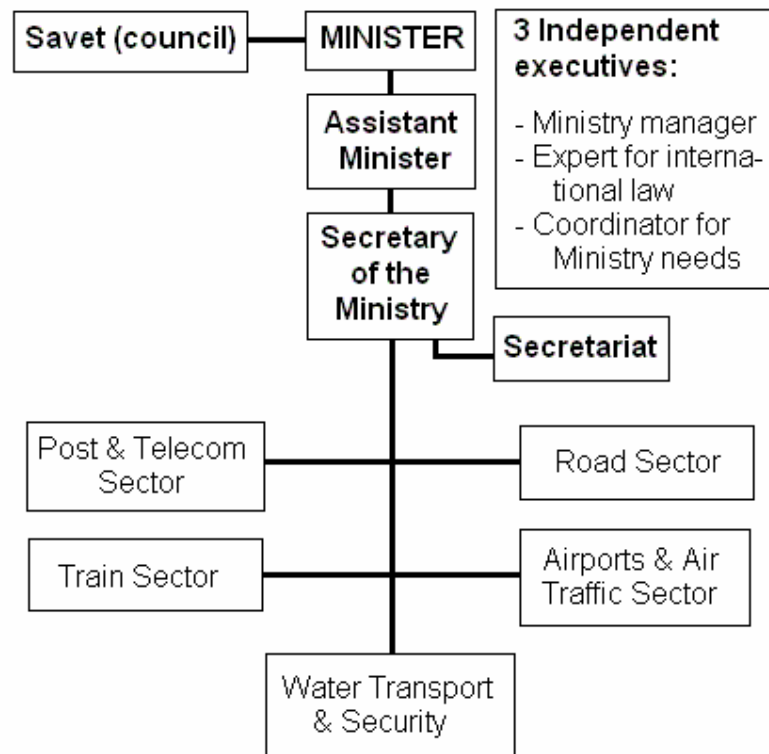 Savet (council)
MINISTER
3 Independent
executives:
- Ministry manager
- Expert for interna-
tional law
- Coordinator for
Ministry needs
Assistant
Minister
Secretary
of the
Ministry
Secretariat
Post & Telecom
Sector
Road Sector
Train Sector
Airports & Air
Traffic Sector
Water Transport
& Security